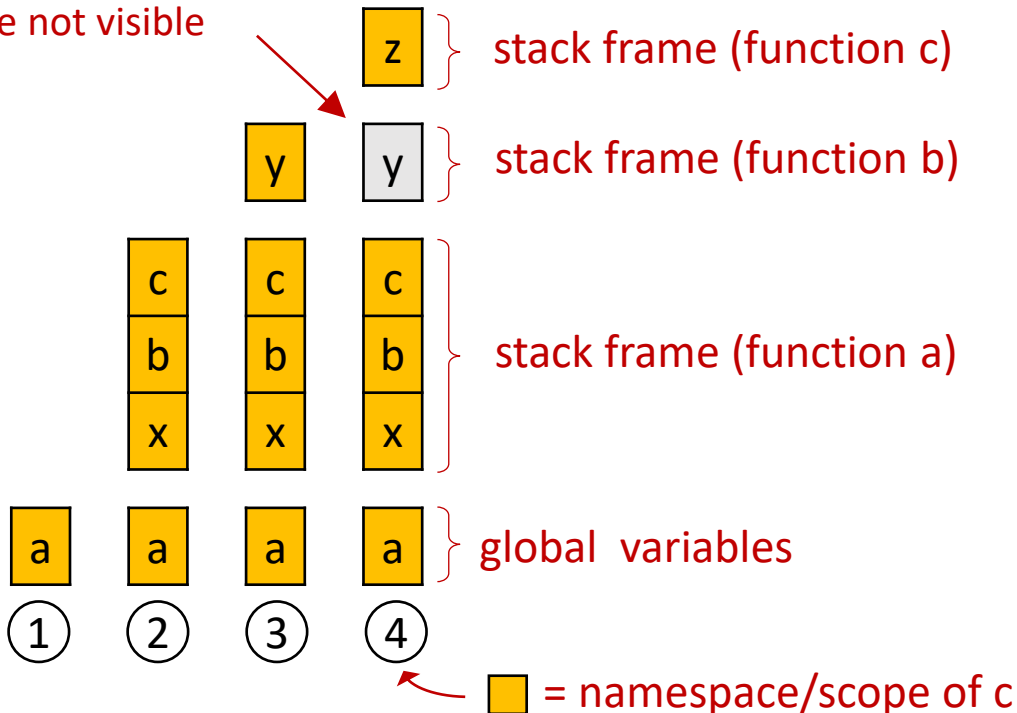 e not visible
z stack frame (function c)
y y stack frame (function b)
c c c
b b b stack frame (function a)
x x x
a a a a global variables
1 2 3 4
= namespace/scope of c